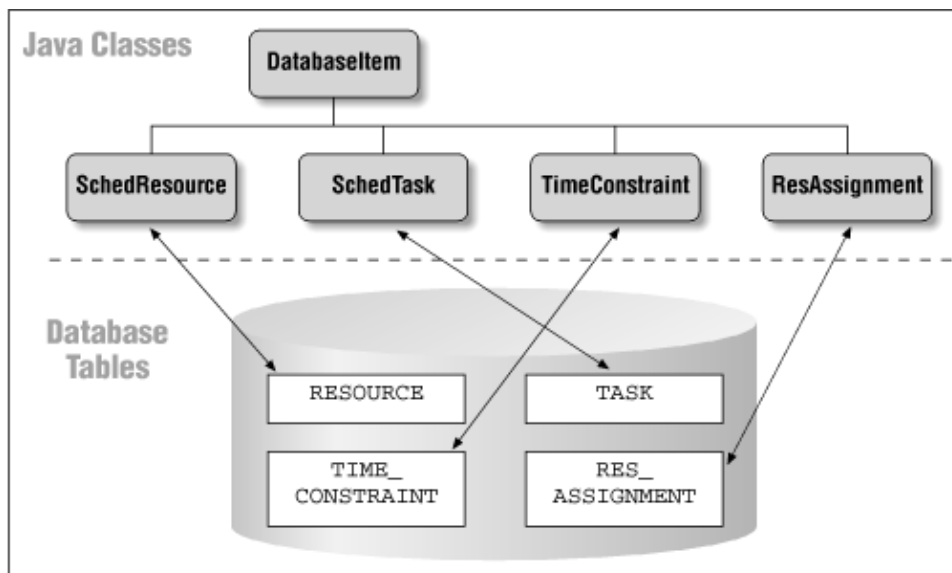 Java Classes
DatabaseItem
SchedResource
SchedTask
TimeConstraint
ResAssignment
Database
Tables
RESOURCE
TASK
TIME_
CONSTRAINT
RES_
ASSIGNMENT